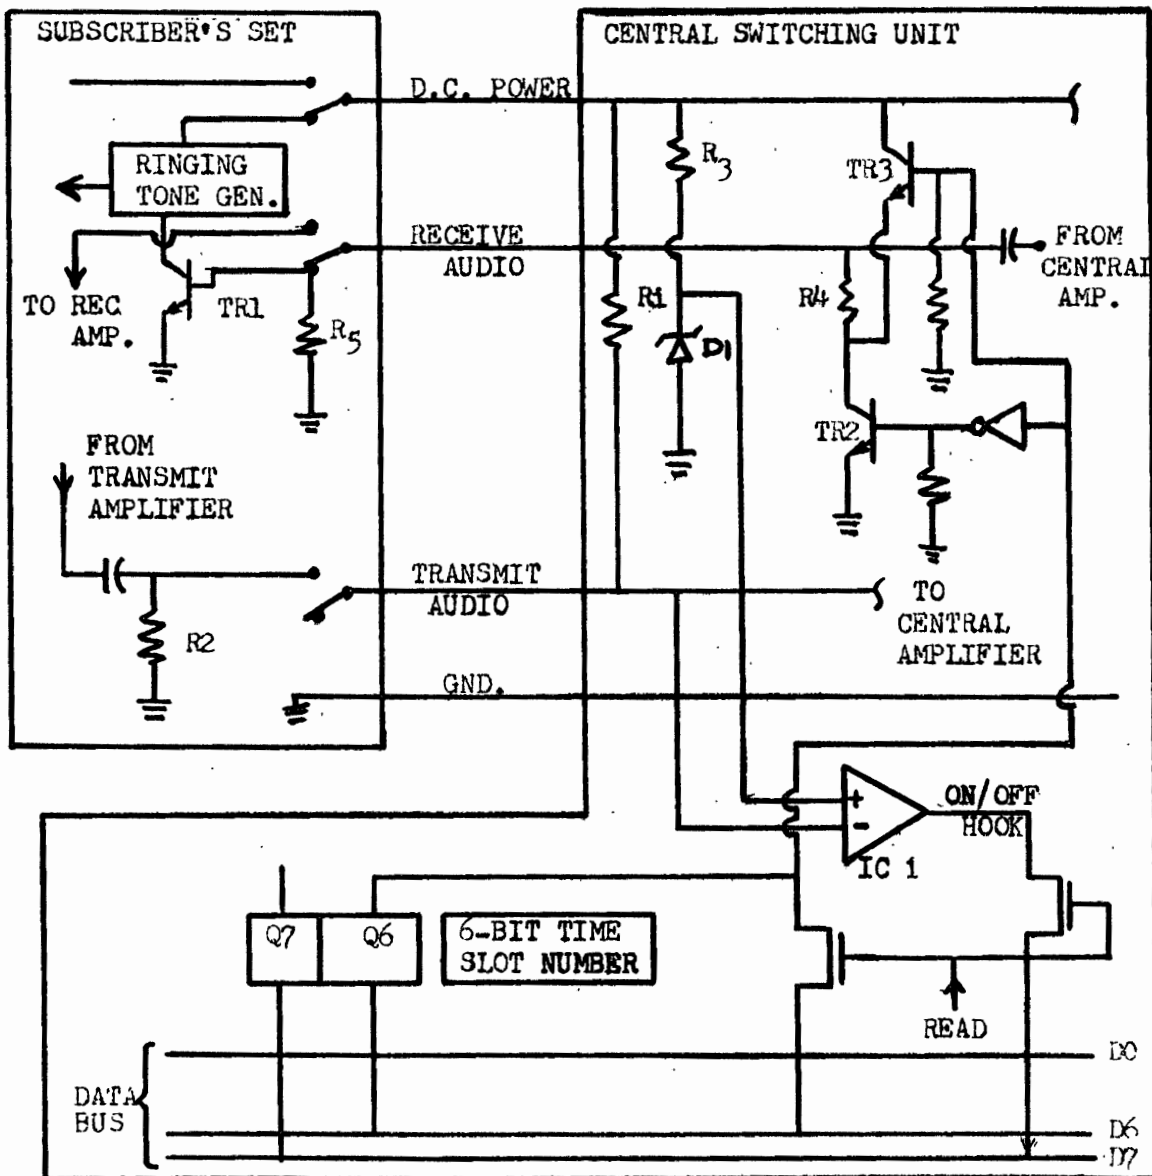 SUBSCRIBER'S SET
CENTRAL SWITCHING UNIT
D.C. POWER
RINGING
TONE GEN.
R3
TR3
RECEIVE
AUDIO
FROM
CENTRAL
AMP.
TO REC
AMP.
TR1
R5
R1
D1
R4
TR2
FROM
TRANSMIT
AMPLIFIER
R2
TRANSMIT
AUDIO
TO
CENTRAL
AMPLIFIER
GND.
+
-
IC 1
ON/OFF
HOOK
Q7
Q6
6-BIT TIME
SLOT NUMBER
READ
DATA
BUS
D0
D6
D7